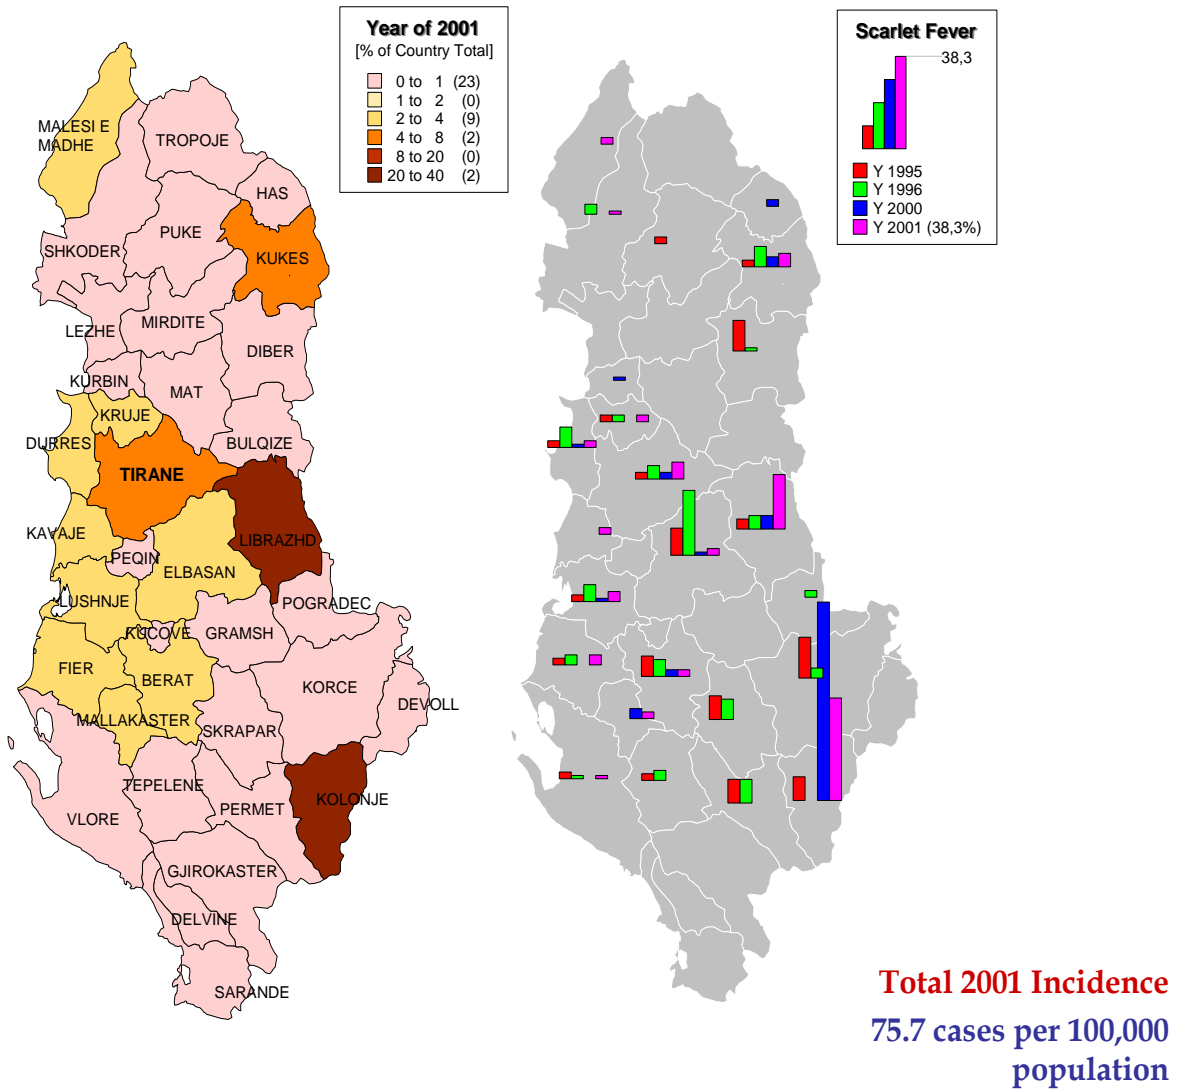 Year of 2001
[% of Country Total]
0 to 1 (23)
1 to 2 (0)
2 to 4 (9)
4 to 8 (2)
8 to 20 (0)
20 to 40 (2)
MALESI E
MADHE
TROPOJE
HAS
PUKE
SHKODER
KUKES
MIRDITE
LEZHE
DIBER
KURBIN
MAT
KRUJE
DURRES
BULQIZE
TIRANE
KAVAJE
LIBRAZHD
PEQIN
ELBASAN
LUSHNJE
POGRADEC
KUCOVE
GRAMSH
FIER
BERAT
KORCE
DEVOLL
MALLAKASTER
SKRAPAR
TEPELENE
KOLONJE
PERMET
VLORE
GJIROKASTER
DELVINE
SARANDE
Scarlet Fever
38,3
Y 1995
Y 1996
Y 2000
Y 2001 (38,3%)
Total 2001 Incidence
75.7 cases per 100,000
population